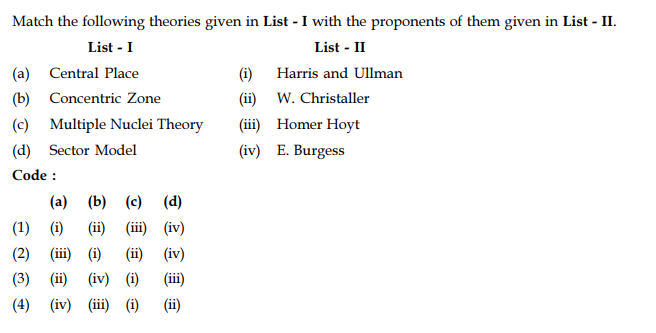 Match the following theories given in List - I with the proponents of them given in List - II.
List - I List - II
(a) Central Place (i) Harris and Ullman
(b) Concentric Zone (ii) W. Christaller
(c) Multiple Nuclei Theory (iii) Homer Hoyt
(d) Sector Model (iv) E. Burgess
Code :
(a) (b) (c) (d)
(1) (i) (ii) (iii) (iv)
(2) (iii) (i) (ii) (iv)
(3) (ii) (iv) (i) (iii)
(4) (iv) (iii) (i) (ii)